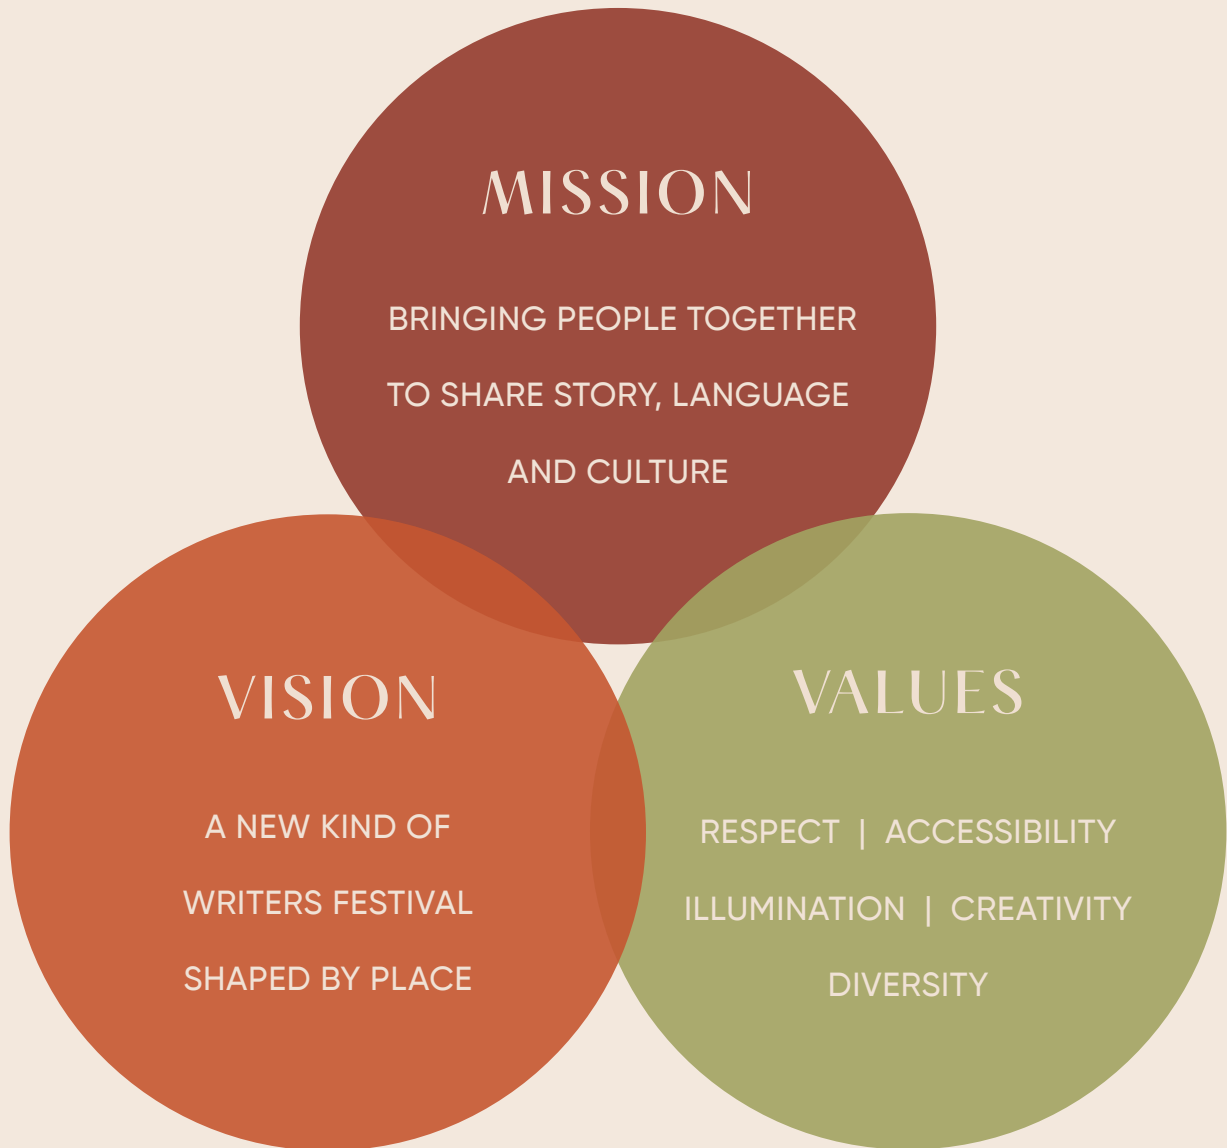 MISSION
BRINGING PEOPLE TOGETHER
TO SHARE STORY, LANGUAGE
AND CULTURE
VISION
A NEW KIND OF
WRITERS FESTIVAL
SHAPED BY PLACE
VALUES
RESPECT | ACCESSIBILITY
ILLUMINATION | CREATIVITY
DIVERSITY